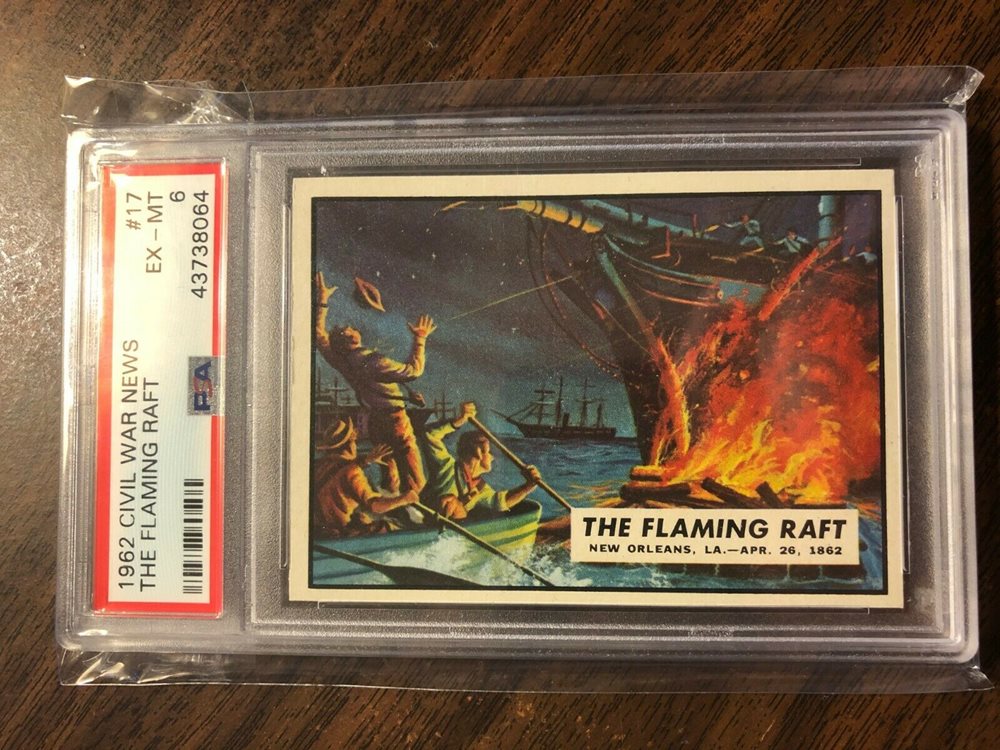 1962 CIVIL WAR NEWS #17
THE FLAMING RAFT EX – MT
6
PSA 43738064
THE FLAMING RAFT
NEW ORLEANS, LA.—APR. 26, 1862